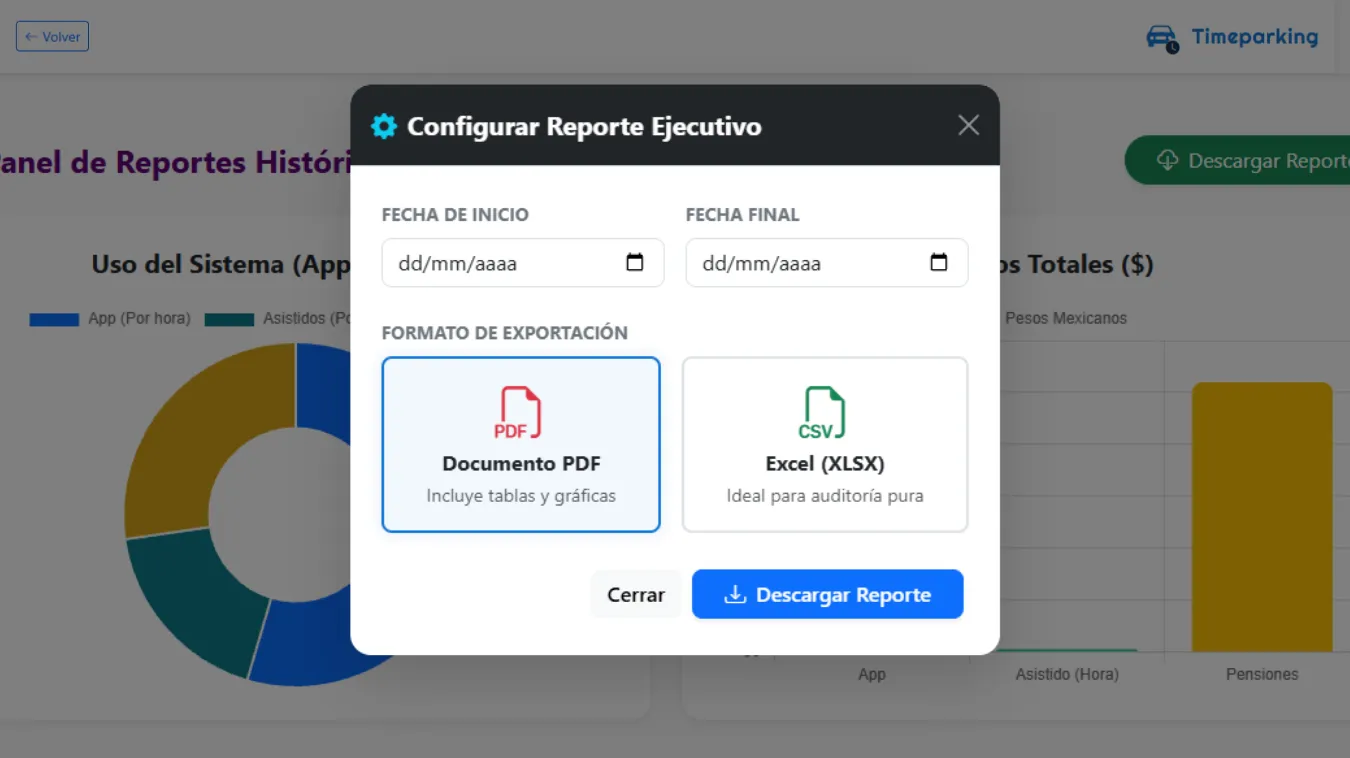 ← Volver
Timeparking
Configurar Reporte Ejecutivo
anel de Reportes Históri
Descargar Reporte
FECHA DE INICIO
FECHA FINAL
dd/mm/aaaa
dd/mm/aaaa
Uso del Sistema (App
os Totales ($)
App (Por hora)
Asistidos (Po
Pesos Mexicanos
FORMATO DE EXPORTACIÓN
PDF
Documento PDF
Incluye tablas y gráficas
CSV
Excel (XLSX)
Ideal para auditoría pura
Cerrar
Descargar Reporte
App
Asistido (Hora)
Pensiones